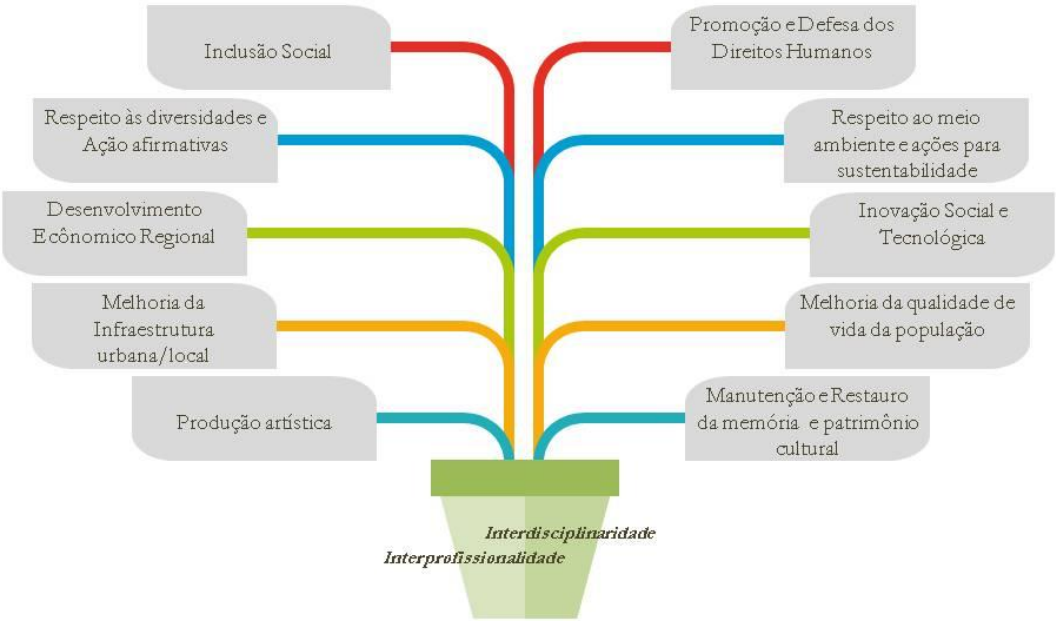 Inclusão Social
Promoção e Defesa dos
Direitos Humanos
Respeito às diversidades e
Ação afirmativas
Respeito ao meio
ambiente e ações para
sustentabilidade
Desenvolvimento
Ecônomico Regional
Inovação Social e
Tecnológica
Melhoria da
Infraestrutura
urbana/local
Melhoria da qualidade de
vida da população
Produção artística
Manutenção e Restauro
da memória e patrimônio
cultural
Interdisciplinaridade
Interprofissionalidade